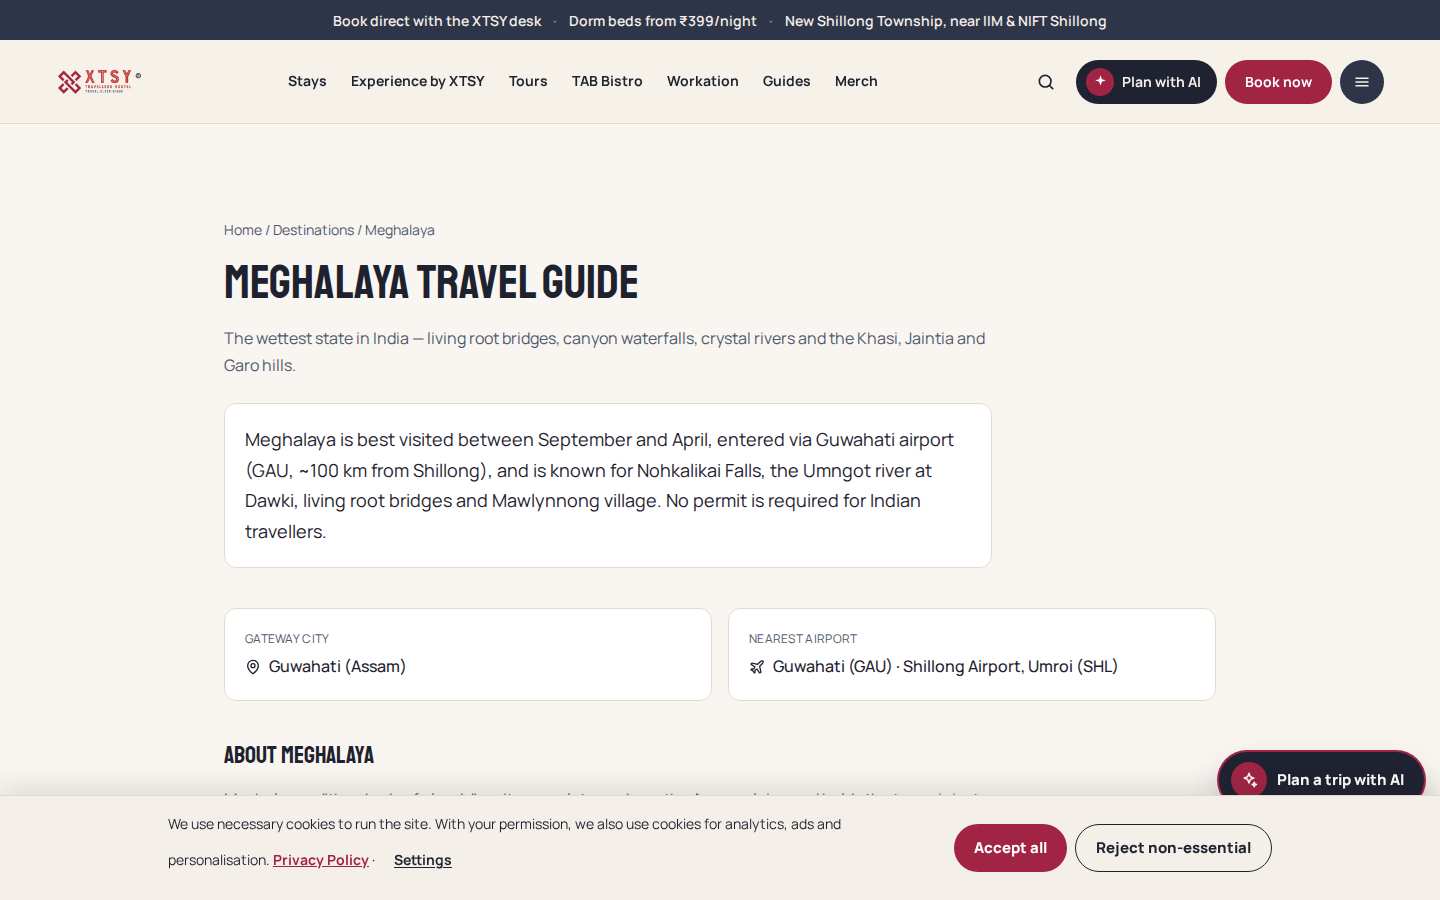 Book direct with the XTSY desk · Dorm beds from ₹399/night · New Shillong Township, near IIM & NIFT Shillong
XTSY
Stays Experience by XTSY Tours TAB Bistro Workation Guides Merch
Plan with AI Book now
Home / Destinations / Meghalaya
MEGHALAYA TRAVEL GUIDE
The wettest state in India — living root bridges, canyon waterfalls, crystal rivers and the Khasi, Jaintia and
Garo hills.
Meghalaya is best visited between September and April, entered via Guwahati airport
(GAU, ~100 km from Shillong), and is known for Nohkalikai Falls, the Umngot river at
Dawki, living root bridges and Mawlynnong village. No permit is required for Indian
travellers.
GATEWAY CITY
Guwahati (Assam)
NEAREST AIRPORT
Guwahati (GAU) · Shillong Airport, Umroi (SHL)
ABOUT MEGHALAYA
Plan a trip with AI
We use necessary cookies to run the site. With your permission, we also use cookies for analytics, ads and
personalisation. Privacy Policy · Settings
Accept all Reject non-essential